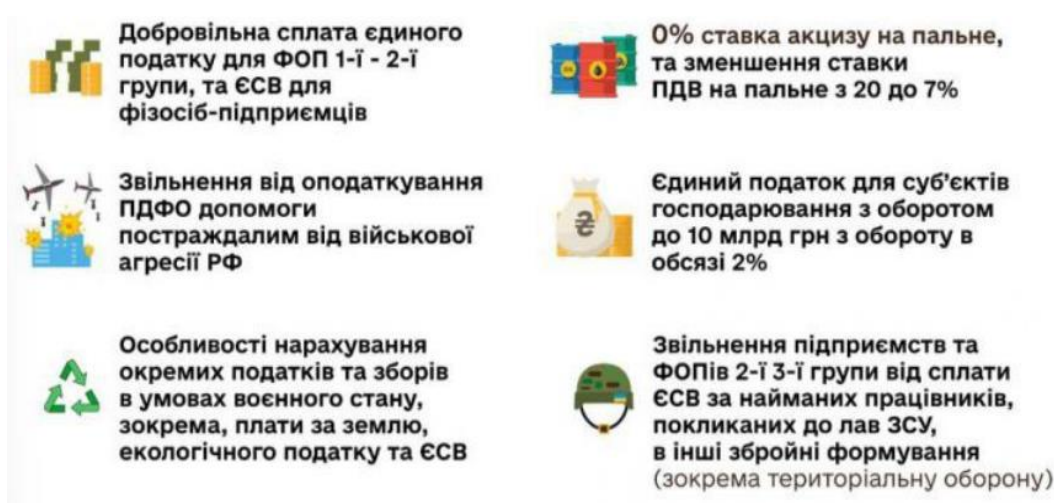 Добровільна сплата єдиного
податку для ФОП 1-ї - 2-ї
групи, та ЄСВ для
фізосіб-підприємців
0% ставка акцизу на пальне,
та зменшення ставки
ПДВ на пальне з 20 до 7%
Звільнення від оподаткування
ПДФО допомоги
постраждалим від військової
агресії РФ
Єдиний податок для суб’єктів
господарювання з оборотом
до 10 млрд грн з обороту в
обсязі 2%
Особливості нарахування
окремих податків та зборів
в умовах воєнного стану,
зокрема, плати за землю,
екологічного податку та ЄСВ
Звільнення підприємств та
ФОПів 2-ї 3-ї групи від сплати
ЄСВ за найманих працівників,
покликаних до лав ЗСУ,
в інші збройні формування
(зокрема територіальну оборону)